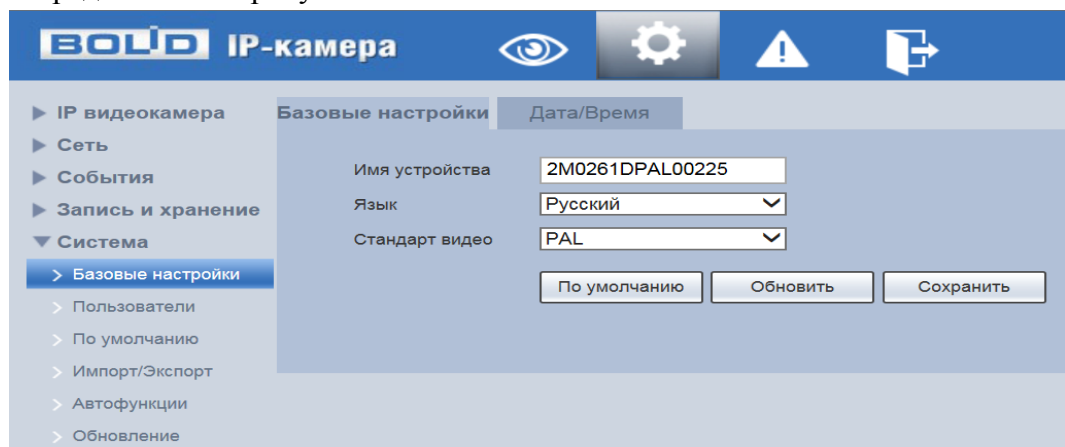 BOLID IP-камера
IP видеокамера
Сеть
События
Запись и хранение
Система
Базовые настройки
Пользователи
По умолчанию
Импорт/Экспорт
Автофункции
Обновление
Базовые настройки Дата/Время
Имя устройства 2M0261DPAL00225
Язык Русский
Стандарт видео PAL
По умолчанию Обновить Сохранить